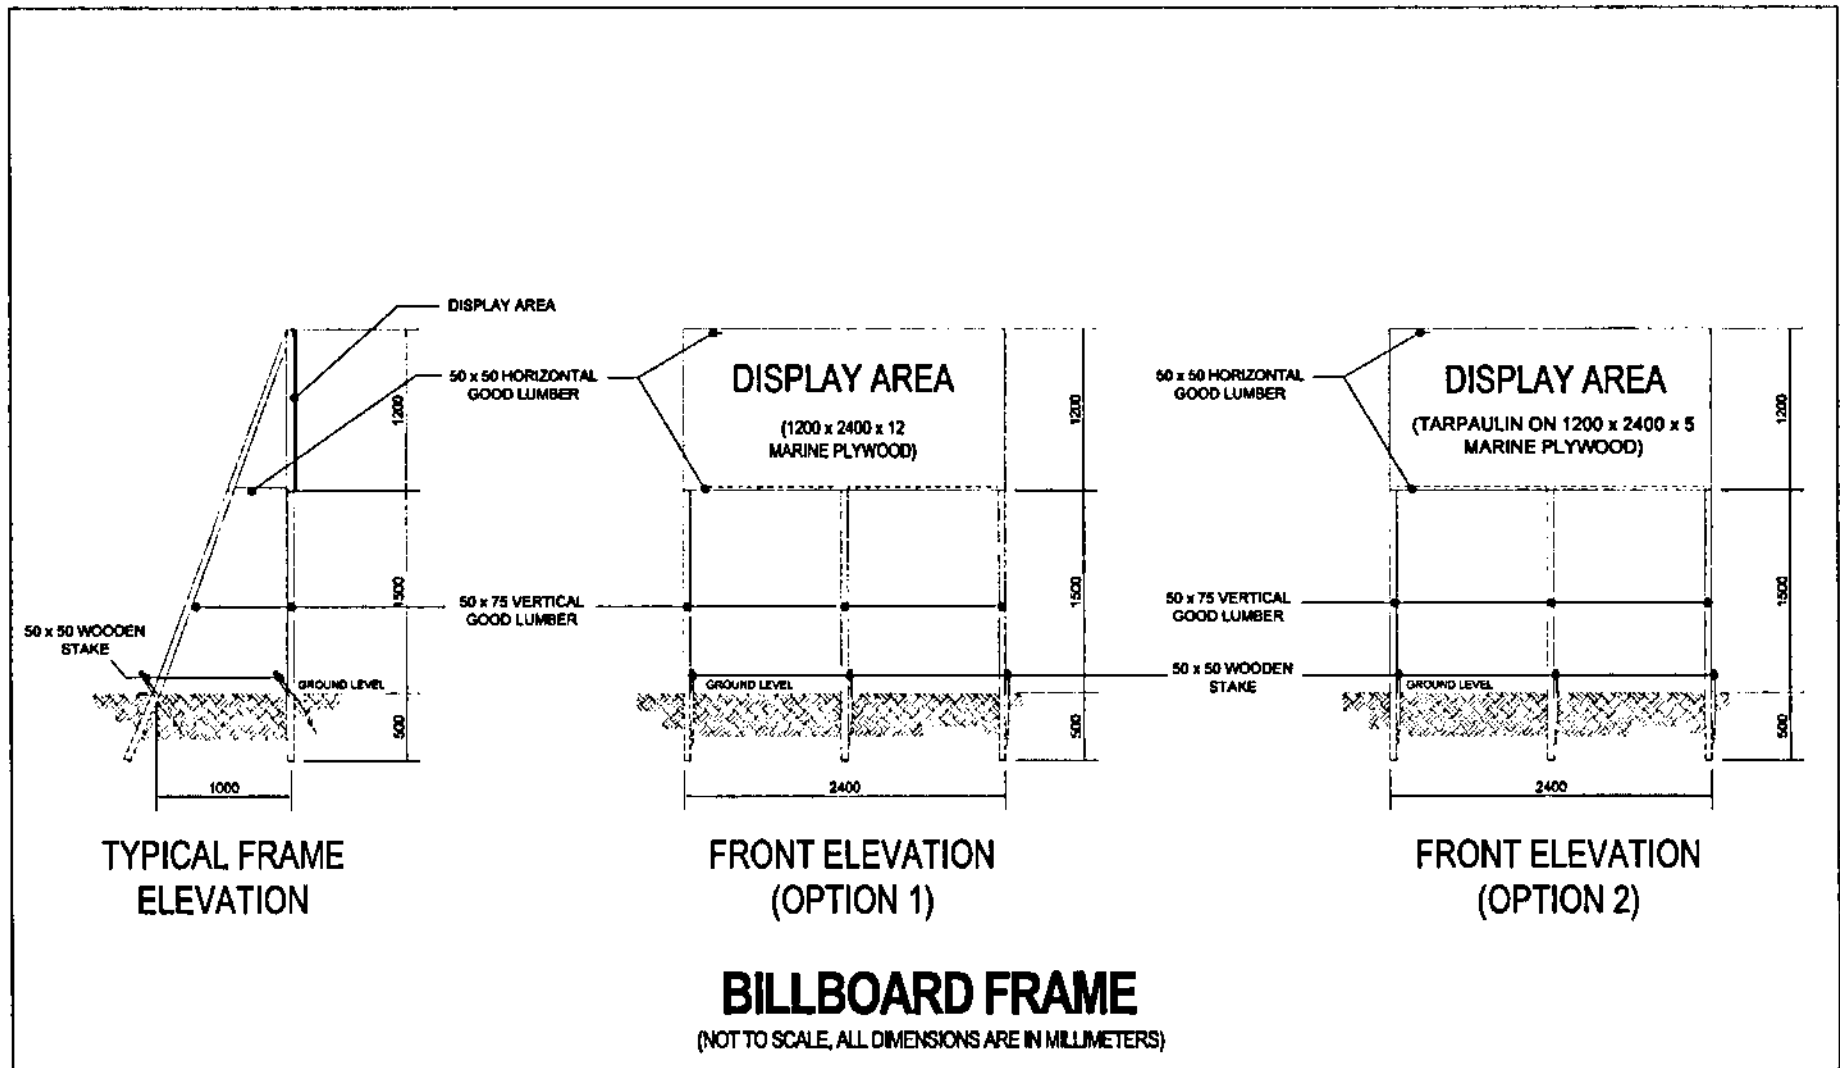 DISPLAY AREA
50 x 50 HORIZONTAL
GOOD LUMBER
1200
1500
50 x 75 VERTICAL
GOOD LUMBER
50 x 50 WOODEN
STAKE
GROUND LEVEL
500
1000
TYPICAL FRAME
ELEVATION
DISPLAY AREA
(1200 x 2400 x 12
MARINE PLYWOOD)
1200
1500
GROUND LEVEL
500
2400
FRONT ELEVATION
(OPTION 1)
50 x 50 HORIZONTAL
GOOD LUMBER
DISPLAY AREA
(TARPAULIN ON 1200 x 2400 x 5
MARINE PLYWOOD)
1200
50 x 75 VERTICAL
GOOD LUMBER
1500
50 x 50 WOODEN
STAKE
GROUND LEVEL
500
2400
FRONT ELEVATION
(OPTION 2)
BILLBOARD FRAME
(NOT TO SCALE, ALL DIMENSIONS ARE IN MILLIMETERS)